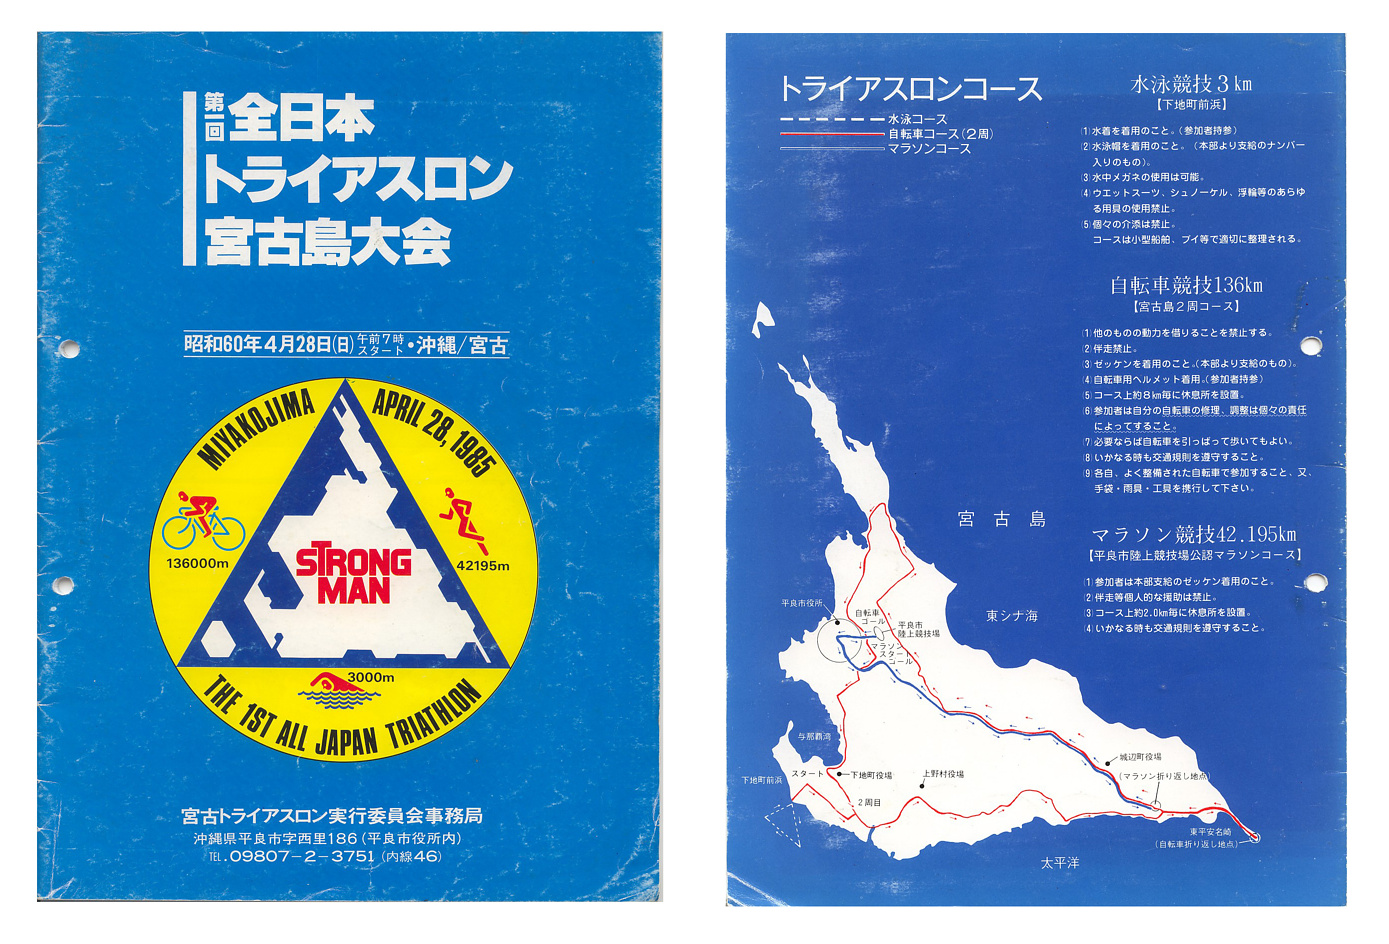 第一回
全日本
トライアスロン
宮古島大会
昭和60年4月28日(日)午前7時スタート・沖縄/宮古
MIYAKOJIMA
APRIL 28, 1985
136000m
STRONG
MAN
42195m
3000m
THE 1ST ALL JAPAN TRIATHLON
宮古トライアスロン実行委員会事務局
沖縄県平良市字西里186(平良市役所内)
TEL.09807-2-3751(内線46)
トライアスロンコース
水泳コース
自転車コース(2周)
マラソンコース
水泳競技3km
【下地町前浜】
(1)水着を着用のこと。(参加者持参)
(2)水泳帽を着用のこと。(本部より支給のナンバー
入りのもの)。
(3)水中メガネの使用は可能。
(4)ウエットスーツ、シュノーケル、浮輪等のあらゆ
る用具の使用禁止。
(5)個々の介添は禁止。
コースは小型船舶、ブイ等で適切に整理される。
自転車競技136km
【宮古島2周コース】
(1)他のものの動力を借りることを禁止する。
(2)伴走禁止。
(3)ゼッケンを着用のこと。(本部より支給のもの)。
(4)自転車用ヘルメット着用。(参加者持参)
(5)コース上約8km毎に休息所を設置。
(6)参加者は自分の自転車の修理、調整は個々の責任
によってすること。
(7)必要ならば自転車を引っぱって歩いてもよい。
(8)いかなる時も交通規則を遵守すること。
(9)各自、よく整備された自転車で参加すること、又、
手袋・雨具・工具を携行して下さい。
マラソン競技42.195km
【平良市陸上競技場公認マラソンコース】
(1)参加者は本部支給のゼッケン着用のこと。
(2)伴走等個人的な援助は禁止。
(3)コース上約2.0km毎に休息所を設置。
(4)いかなる時も交通規則を遵守すること。
宮古島
東シナ海
平良市役所
自転車
ゴール
平良市
陸上競技場
マラソン
スタート
ゴール
与那覇湾
城辺町役場
下地町前浜
スタート
下地町役場
上野村役場
(マラソン折り返し地点)
2周目
東平安名崎
(自転車折り返し地点)
太平洋